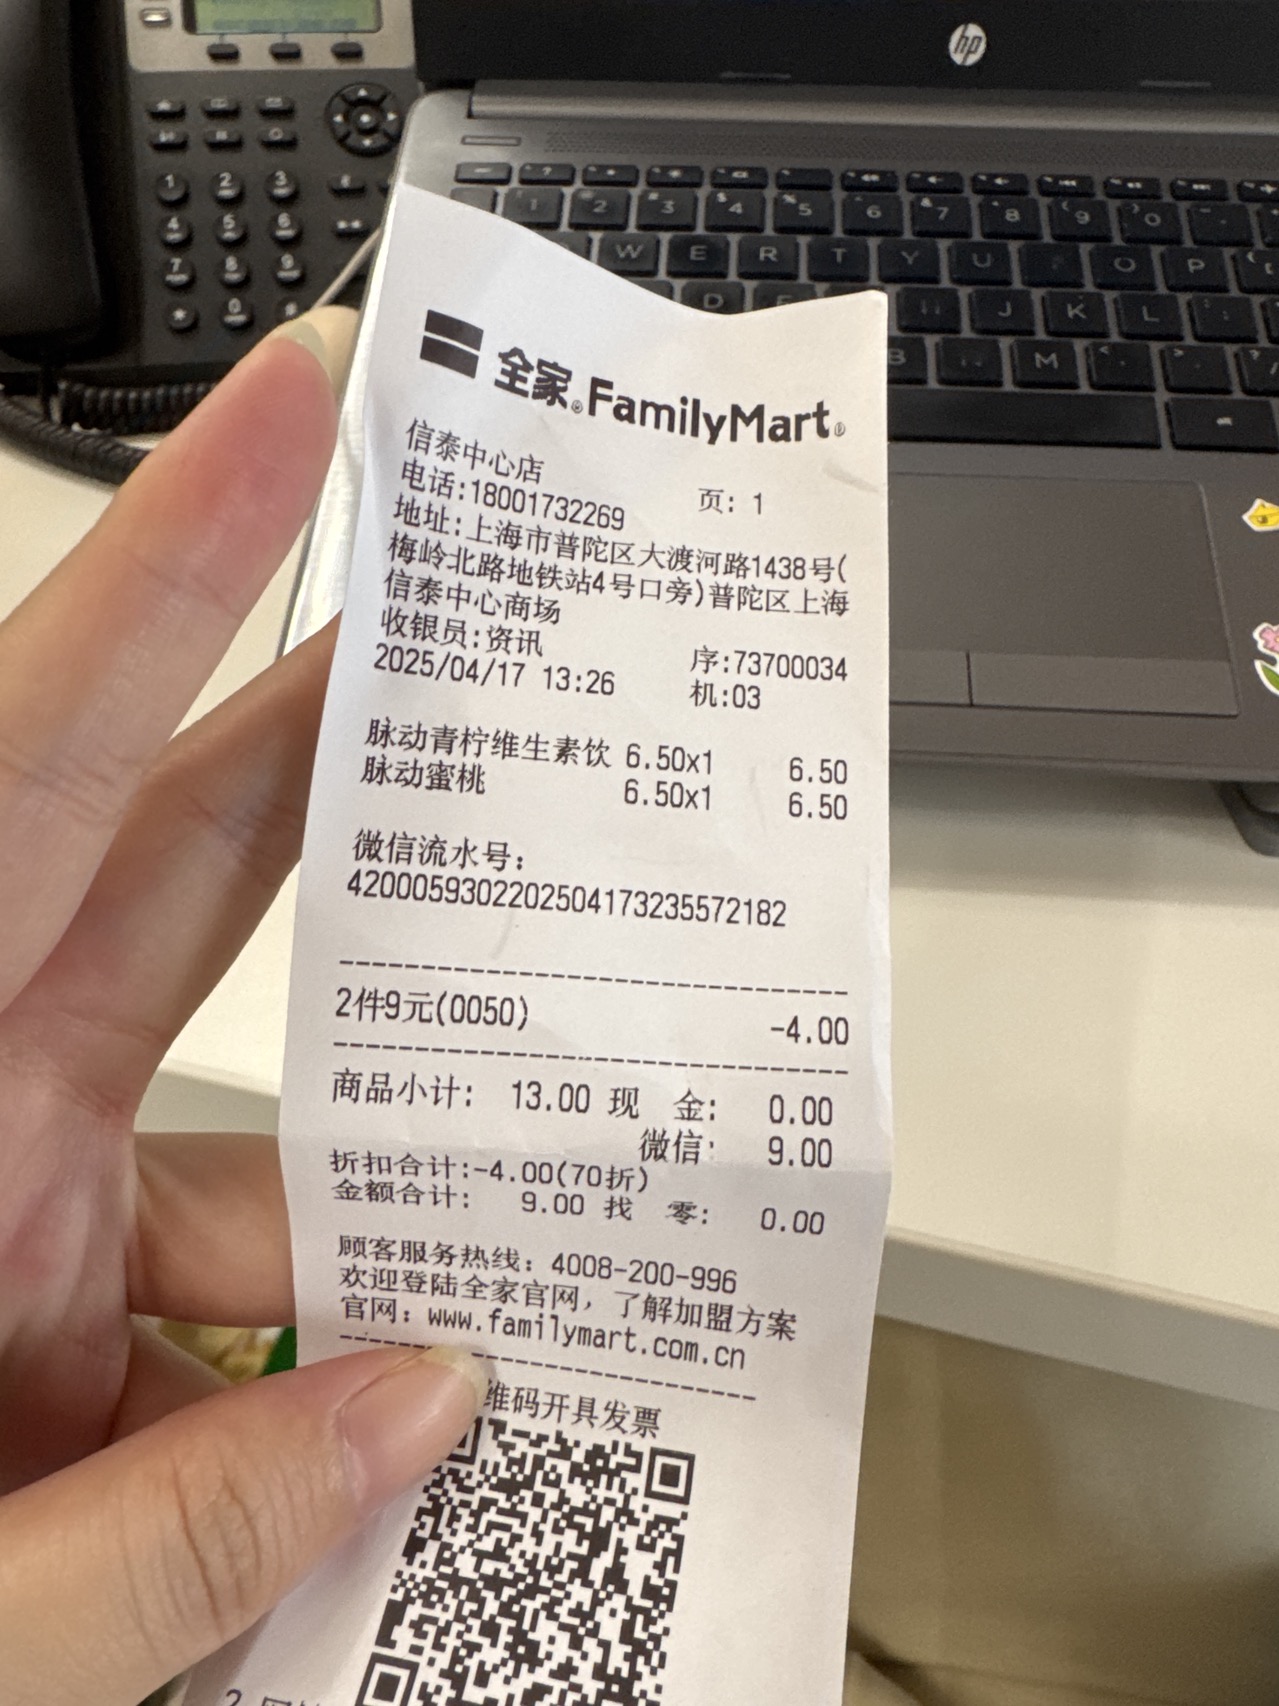 hp
全家® FamilyMart®
信泰中心店
电话:18001732269 页: 1
地址:上海市普陀区大渡河路1438号(
梅岭北路地铁站4号口旁)普陀区上海
信泰中心商场
收银员:资讯 序:73700034
2025/04/17 13:26 机:03
脉动青柠维生素饮 6.50x1 6.50
脉动蜜桃 6.50x1 6.50
微信流水号:
4200059302202504173235572182
2件9元(0050) -4.00
商品小计: 13.00 现 金: 0.00
微信: 9.00
折扣合计:-4.00(70折)
金额合计: 9.00 找 零: 0.00
顾客服务热线: 4008-200-996
欢迎登陆全家官网, 了解加盟方案
官网: www.familymart.com.cn
维码开具发票